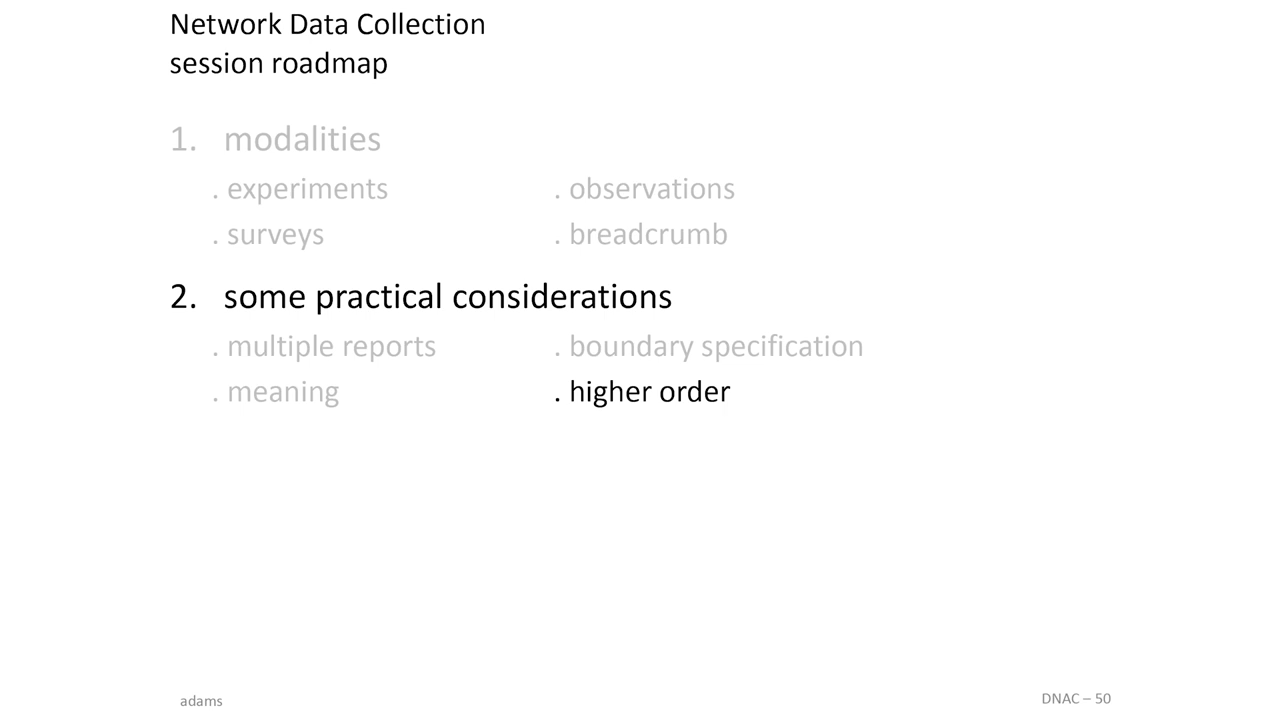 Network Data Collection
session roadmap
1. modalities
. experiments . observations
. surveys . breadcrumb
2. some practical considerations
. multiple reports . boundary specification
. meaning . higher order
adams DNAC – 50